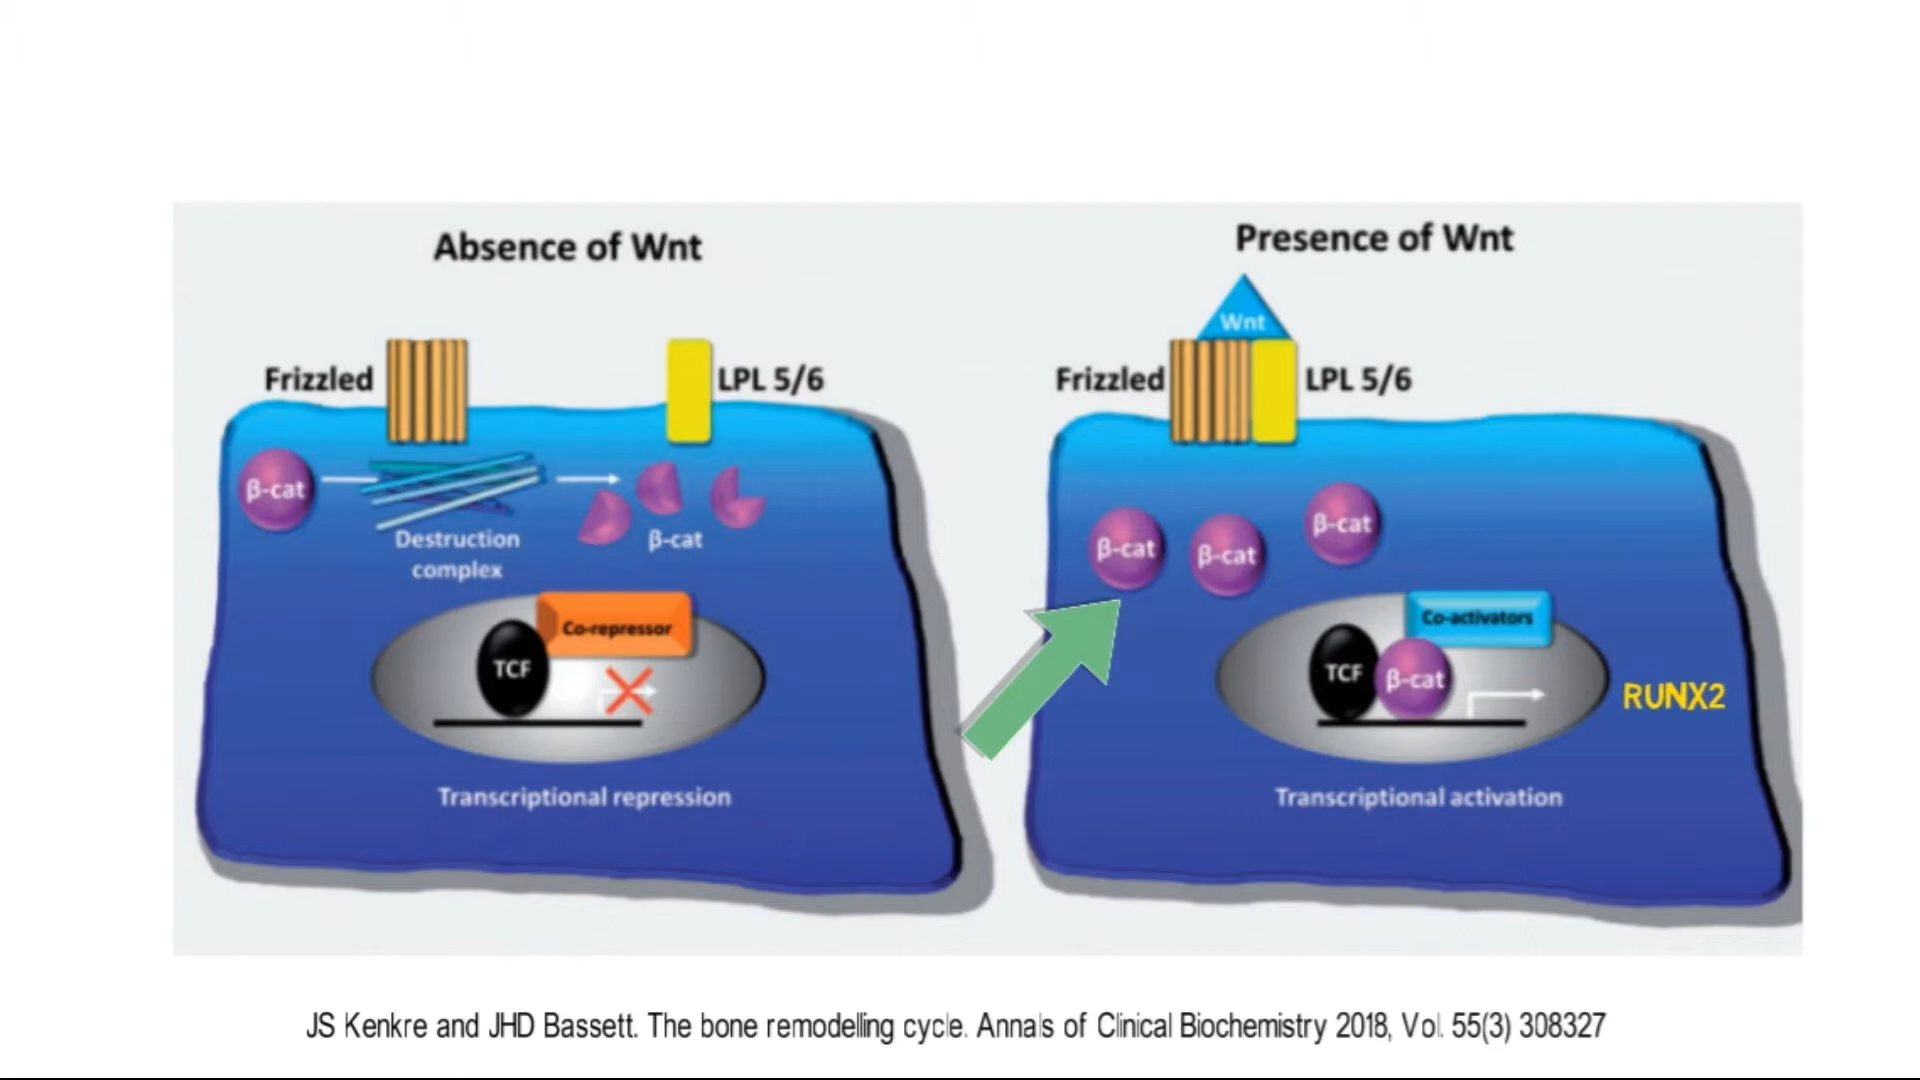 Absence of Wnt
Frizzled
LPL 5/6
β-cat
Destruction
complex
β-cat
Co-repressor
TCF
Transcriptional repression
Presence of Wnt
Wnt
Frizzled
LPL 5/6
β-cat
β-cat
β-cat
Co-activators
TCF
β-cat
RUNX2
Transcriptional activation
JS Kenkre and JHD Bassett. The bone remodelling cycle. Annals of Clinical Biochemistry 2018, Vol. 55(3) 308327